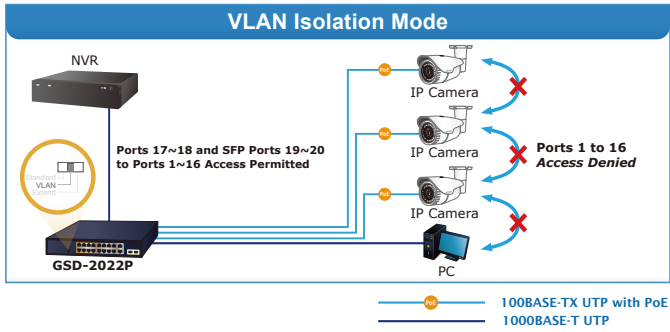 VLAN Isolation Mode
NVR
PoE
IP Camera
Ports 17~18 and SFP Ports 19~20
to Ports 1~16 Access Permitted
PoE
IP Camera
Ports 1 to 16
Access Denied
Standard
VLAN
Extend
PoE
IP Camera
GSD-2022P
PC
PoE
100BASE-TX UTP with PoE
1000BASE-T UTP